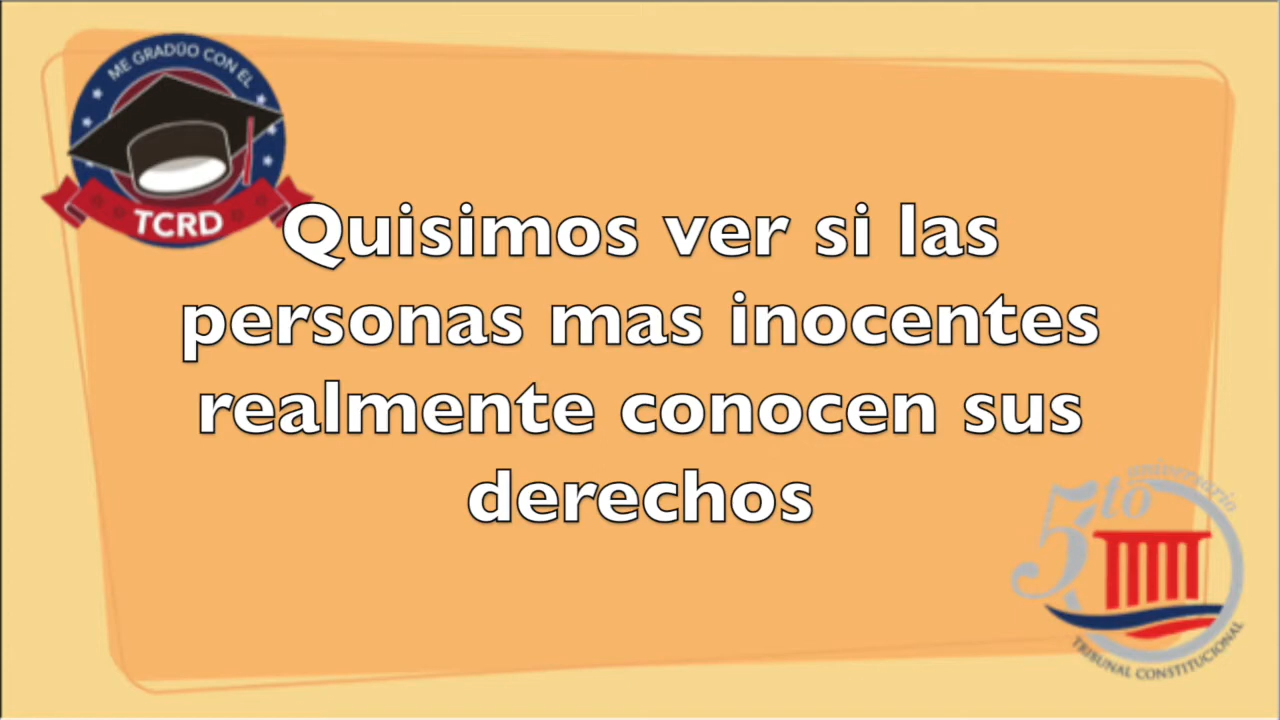 ME GRADÚO CON EL
TCRD
Quisimos ver si las
personas mas inocentes
realmente conocen sus
derechos
5to
aniversario
TRIBUNAL CONSTITUCIONAL